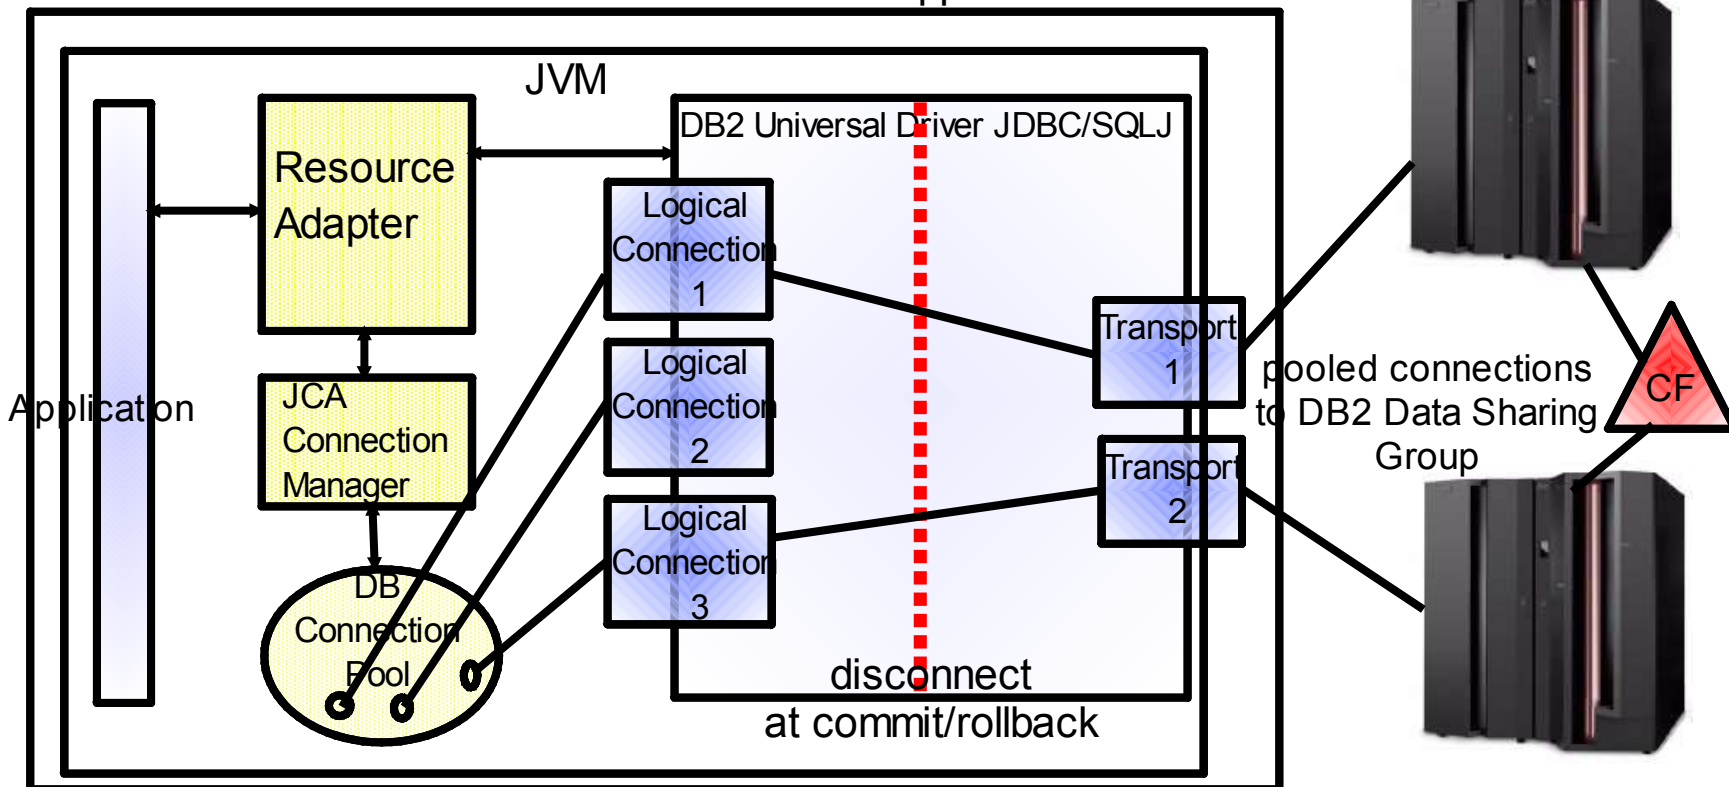 JVM
DB2 Universal Driver JDBC/SQLJ
Resource
Adapter
Logical
Connection
1
Logical
Connection
2
Logical
Connection
3
Transport
1
Transport
2
Application
JCA
Connection
Manager
DB
Connection
Pool
pooled connections
to DB2 Data Sharing
Group
CF
disconnect
at commit/rollback